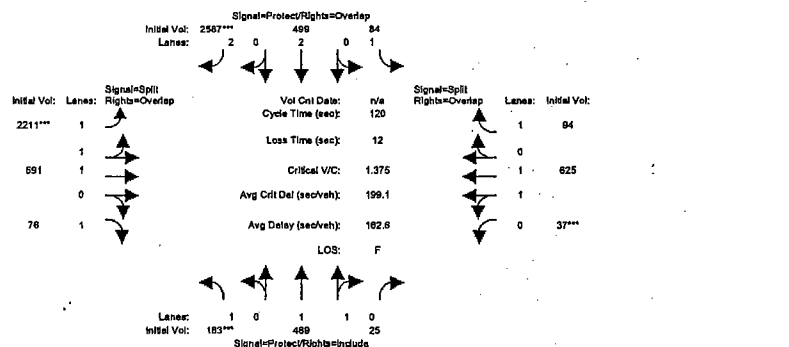 Signal=Protect/Rights=Overlap
Initial Vol: 2567*** 499 84
Lanes: 2 0 2 0 1
Signal=Split
Initial Vol: Lanes: Rights=Overlap
Vol Cnt Date: n/a
Signal=Split
Rights=Overlap Lanes: Initial Vol:
Cycle Time (sec): 120
2211*** 1
1 94
Loss Time (sec): 12
1
0
691 1
Critical V/C: 1.375
1 625
0
Avg Crit Del (sec/veh): 199.1
1
76 1
Avg Delay (sec/veh): 162.6
0 37***
LOS: F
Lanes: 1 0 1 1 0
Initial Vol: 183*** 469 25
Signal=Protect/Rights=Include